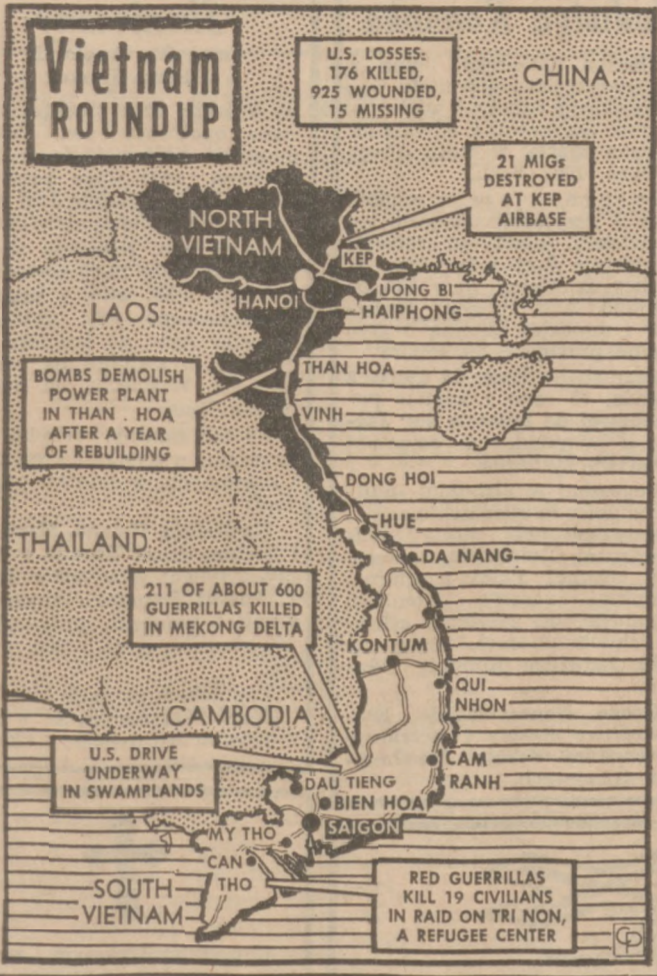 Vietnam
ROUNDUP
U.S. LOSSES:
176 KILLED,
925 WOUNDED,
15 MISSING
CHINA
21 MIGs
DESTROYED
AT KEP
AIRBASE
NORTH
VIETNAM
KEP
HANOI
UONG BI
HAIPHONG
LAOS
THAN HOA
BOMBS DEMOLISH
POWER PLANT
IN THAN . HOA
AFTER A YEAR
OF REBUILDING
VINH
DONG HOI
HUE
THAILAND
DA NANG
211 OF ABOUT 600
GUERRILLAS KILLED
IN MEKONG DELTA
KONTUM
QUI
NHON
CAMBODIA
U.S. DRIVE
UNDERWAY
IN SWAMPLANDS
CAM
RANH
DAU TIENG
BIEN HOA
SAIGON
MY THO
CAN
THO
SOUTH
VIETNAM
RED GUERRILLAS
KILL 19 CIVILIANS
IN RAID ON TRI NON,
A REFUGEE CENTER
CP